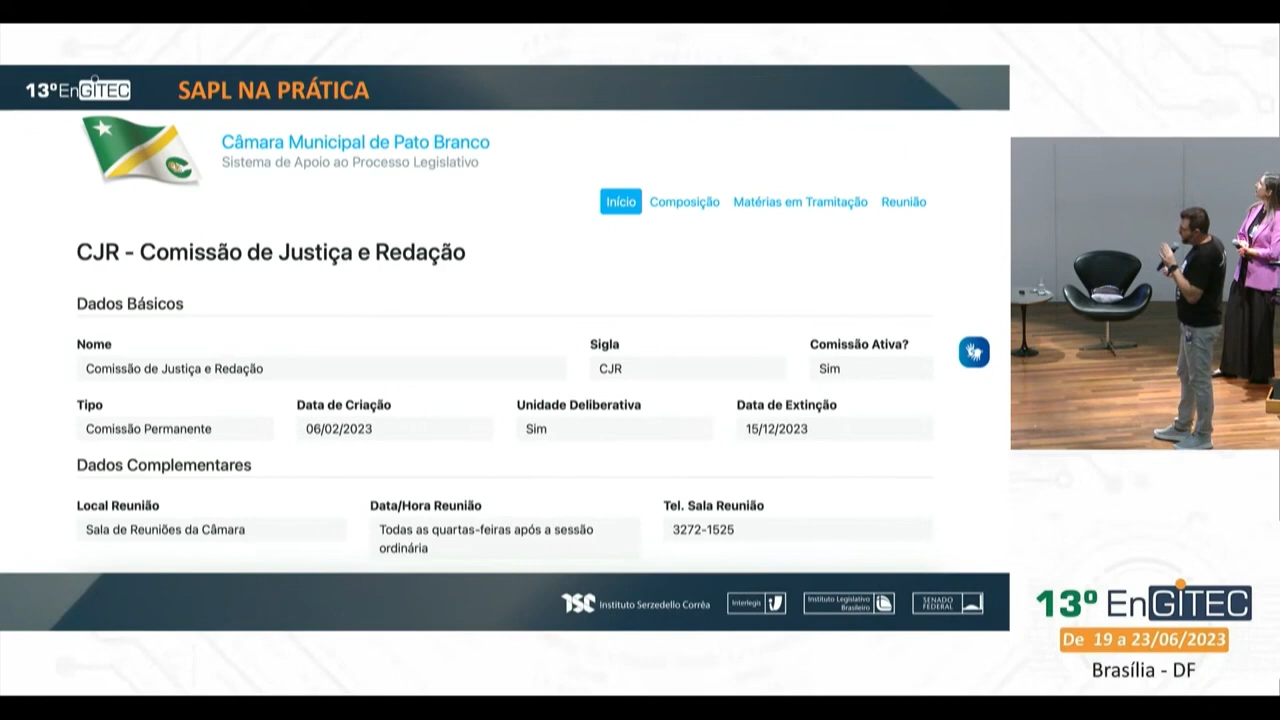 13º EnGITEC
SAPL NA PRÁTICA
Câmara Municipal de Pato Branco
Sistema de Apoio ao Processo Legislativo
Início Composição Matérias em Tramitação Reunião
CJR - Comissão de Justiça e Redação
Dados Básicos
Nome Sigla Comissão Ativa?
Comissão de Justiça e Redação CJR Sim
Tipo Data de Criação Unidade Deliberativa Data de Extinção
Comissão Permanente 06/02/2023 Sim 15/12/2023
Dados Complementares
Local Reunião Data/Hora Reunião Tel. Sala Reunião
Sala de Reuniões da Câmara Todas as quartas-feiras após a sessão 3272-1525
ordinária
ISC Instituto Serzedello Corrêa
Interlegis
Instituto Legislativo
Brasileiro
SENADO
FEDERAL
13º EnGITEC
De 19 a 23/06/2023
Brasília - DF